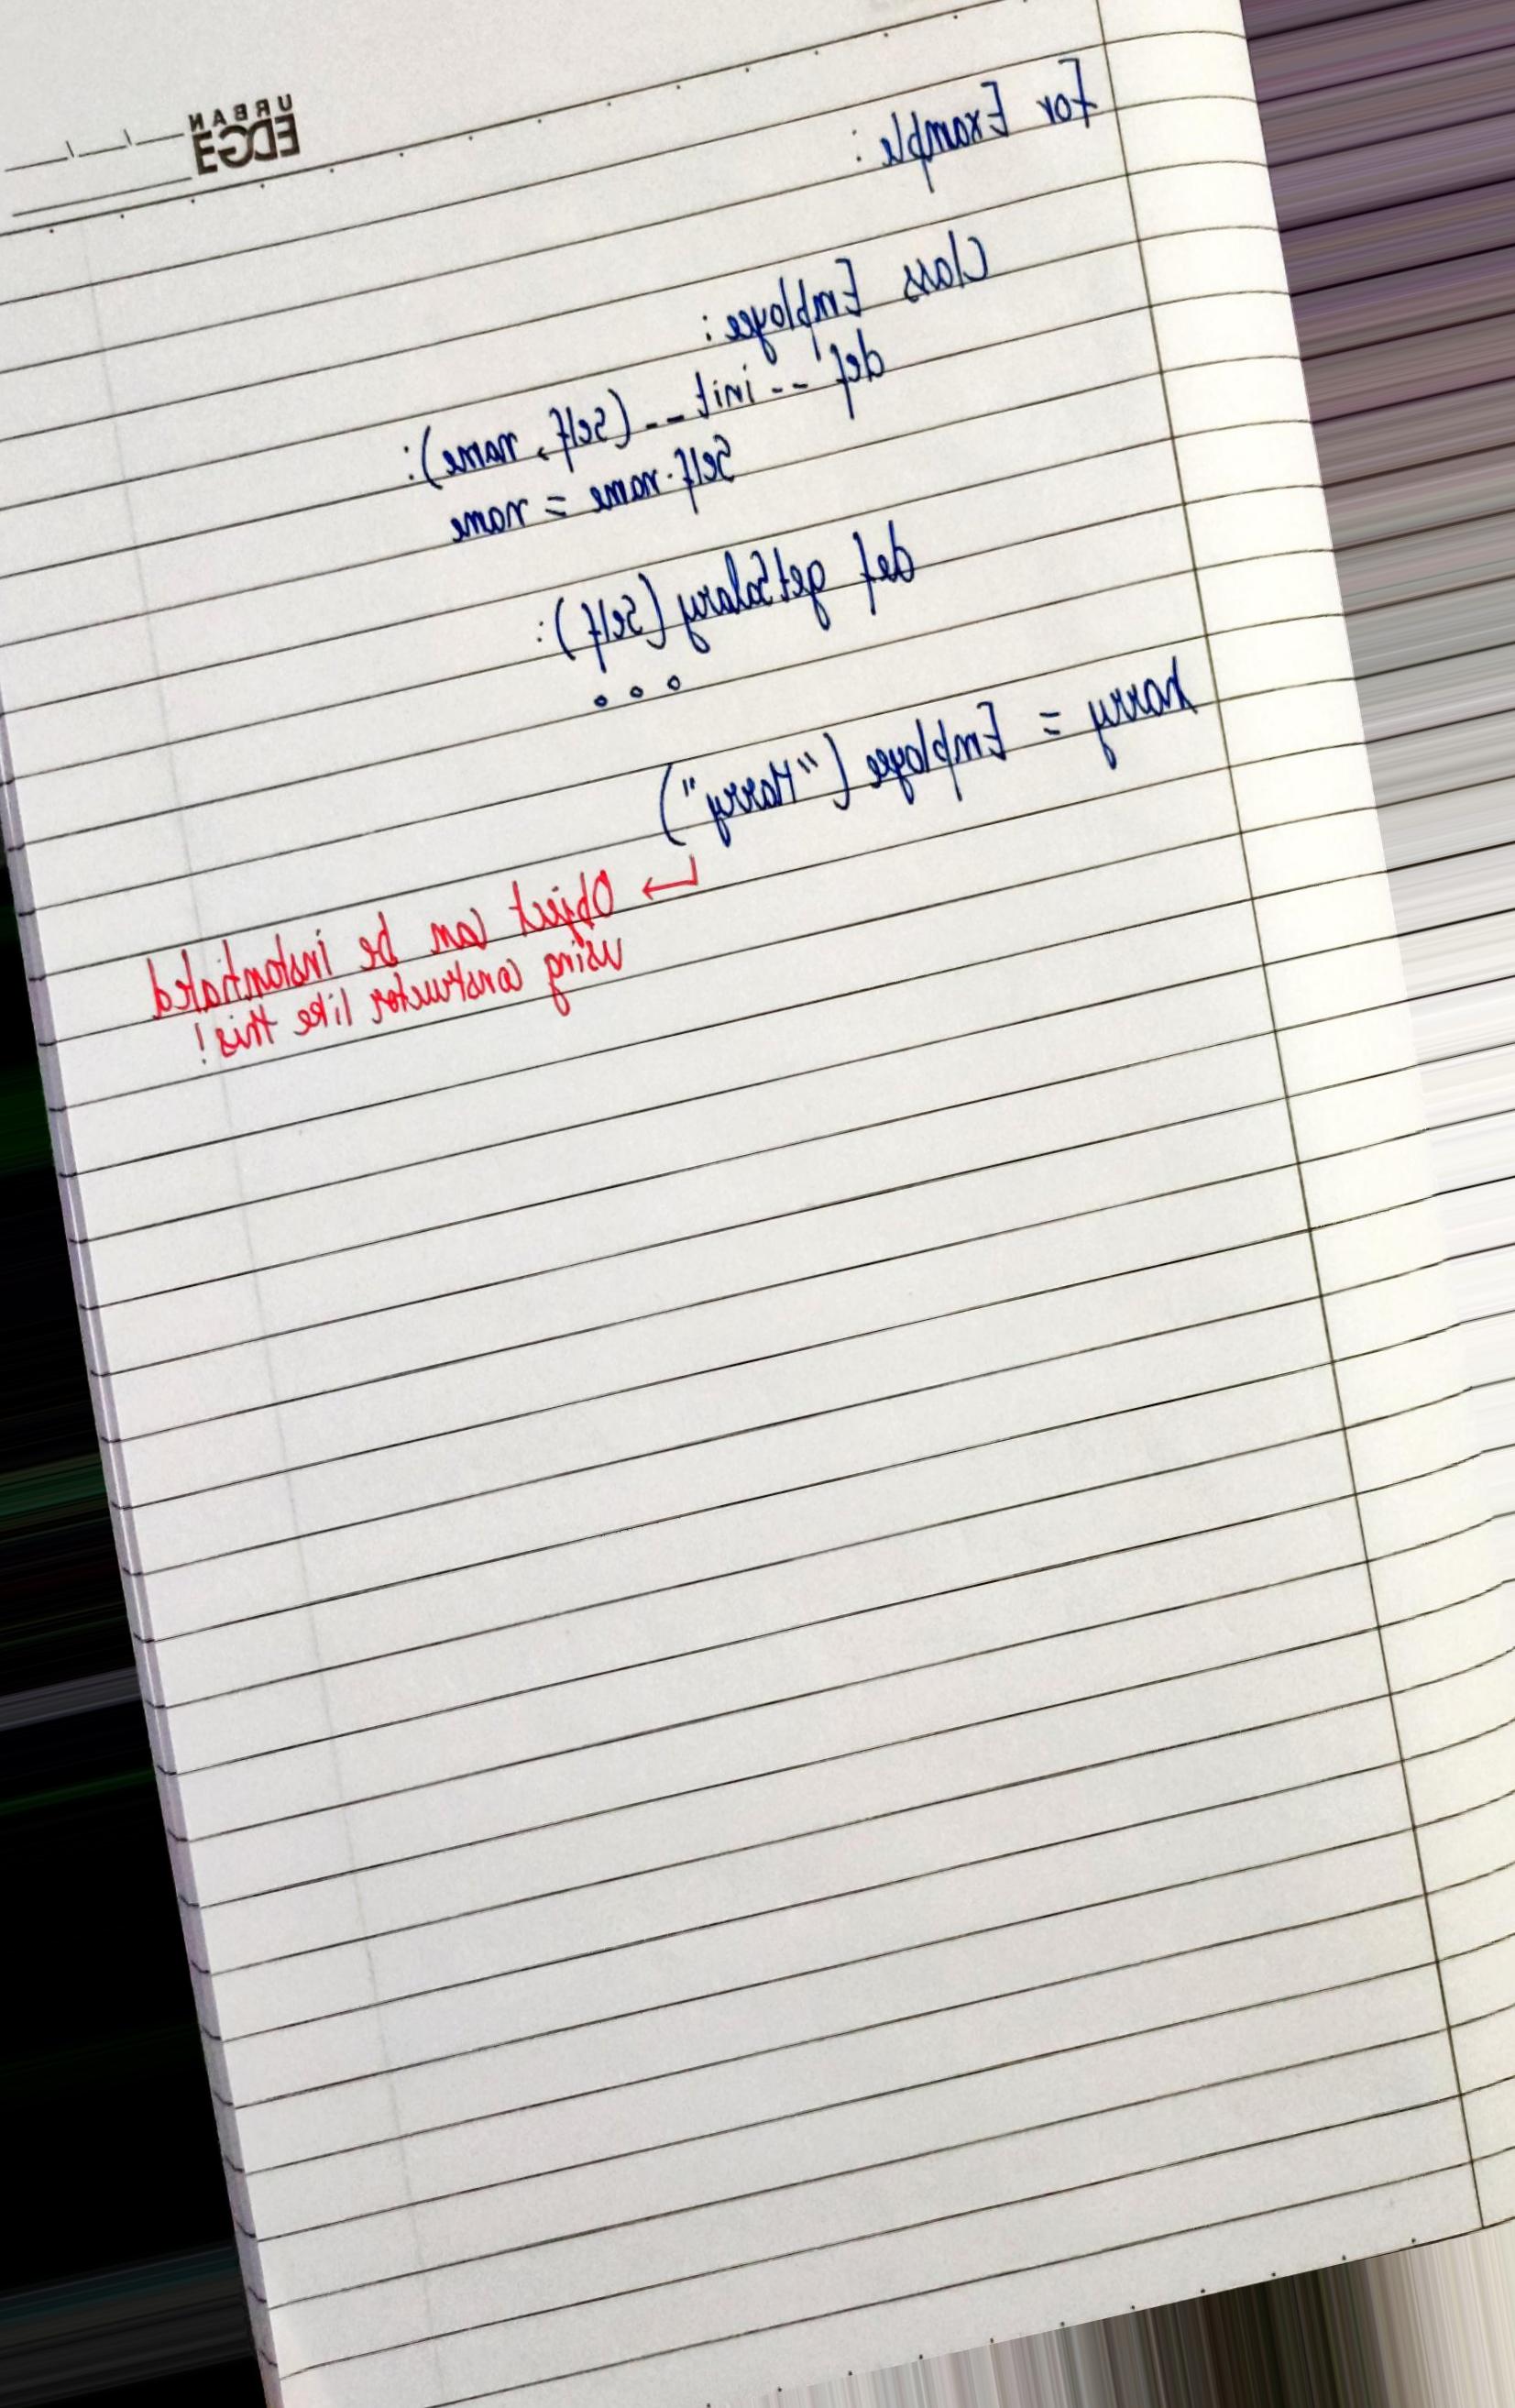 URBAN
EDGE
For Example:
Class Employee:
def __init__(self, name):
self.name = name
def getSalary(self):
...
harry = Employee("Harry")
↳ Object can be instantiated
using constructor like this!